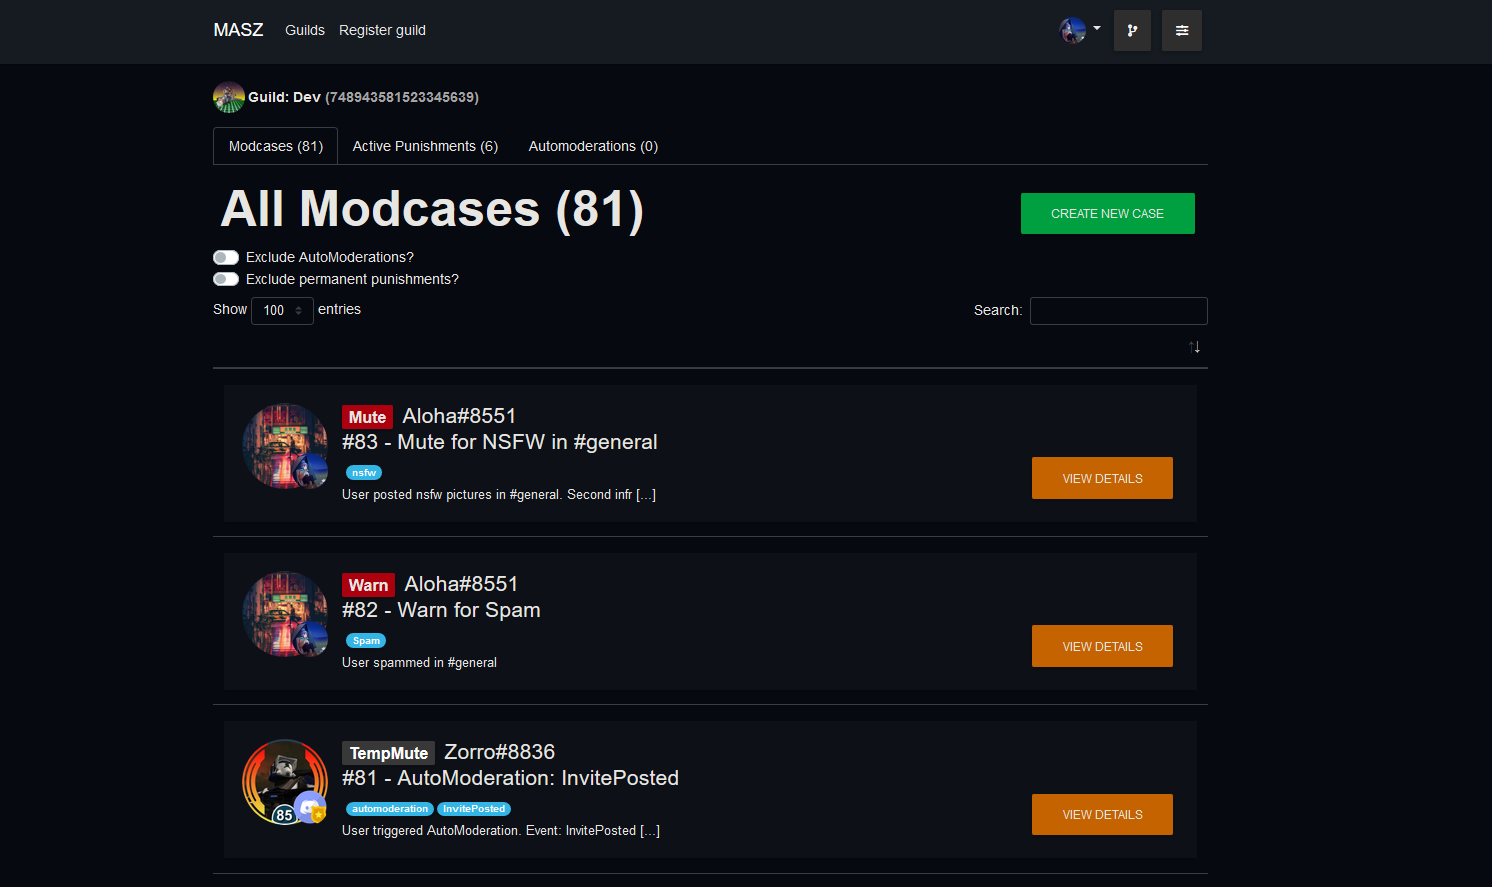 MASZ Guilds Register guild
Guild: Dev (748943581523345639)
Modcases (81) Active Punishments (6) Automoderations (0)
All Modcases (81) CREATE NEW CASE
Exclude AutoModerations?
Exclude permanent punishments?
Show 100 entries Search:
Mute Aloha#8551
#83 - Mute for NSFW in #general
nsfw
User posted nsfw pictures in #general. Second infr [...]
VIEW DETAILS
Warn Aloha#8551
#82 - Warn for Spam
Spam
User spammed in #general
VIEW DETAILS
TempMute Zorro#8836
#81 - AutoModeration: InvitePosted
automoderation InvitePosted
85
User triggered AutoModeration. Event: InvitePosted [...]
VIEW DETAILS